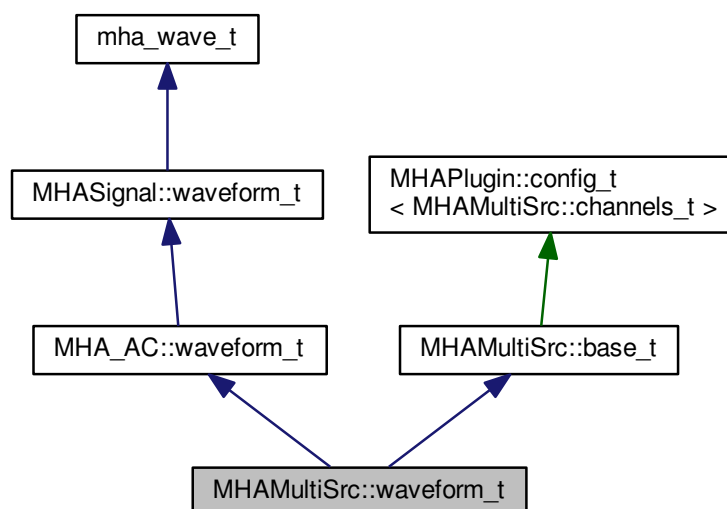 mha_wave_t
MHASignal::waveform_t
MHAPlugin::config_t
< MHAMultiSrc::channels_t >
MHA_AC::waveform_t
MHAMultiSrc::base_t
MHAMultiSrc::waveform_t